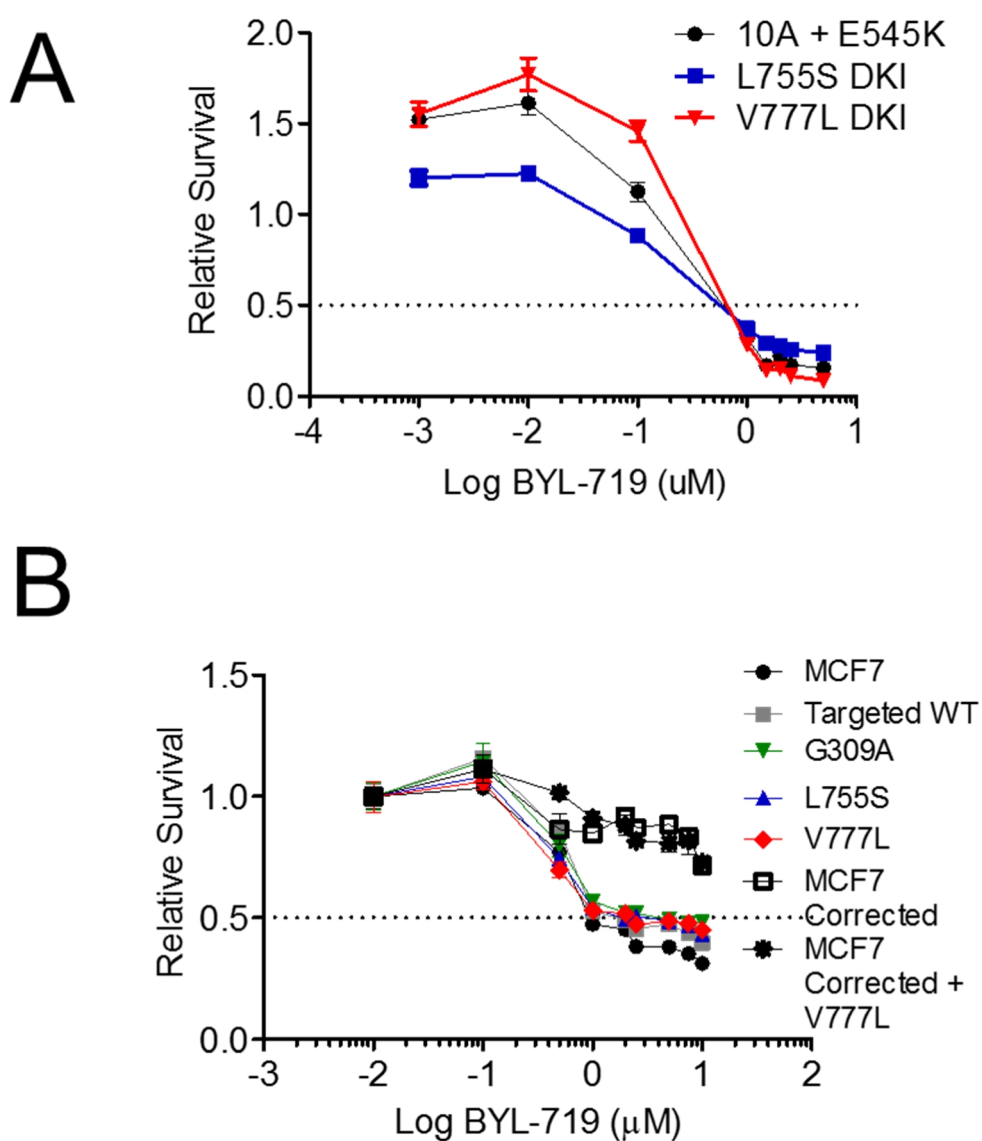 A
2.0
1.5
1.0
0.5
0.0
Relative Survival
-4 -3 -2 -1 0 1
Log BYL-719 (uM)
10A + E545K
L755S DKI
V777L DKI
B
1.5
1.0
0.5
0.0
Relative Survival
-3 -2 -1 0 1 2
Log BYL-719 (μM)
MCF7
Targeted WT
G309A
L755S
V777L
MCF7
Corrected
MCF7
Corrected +
V777L